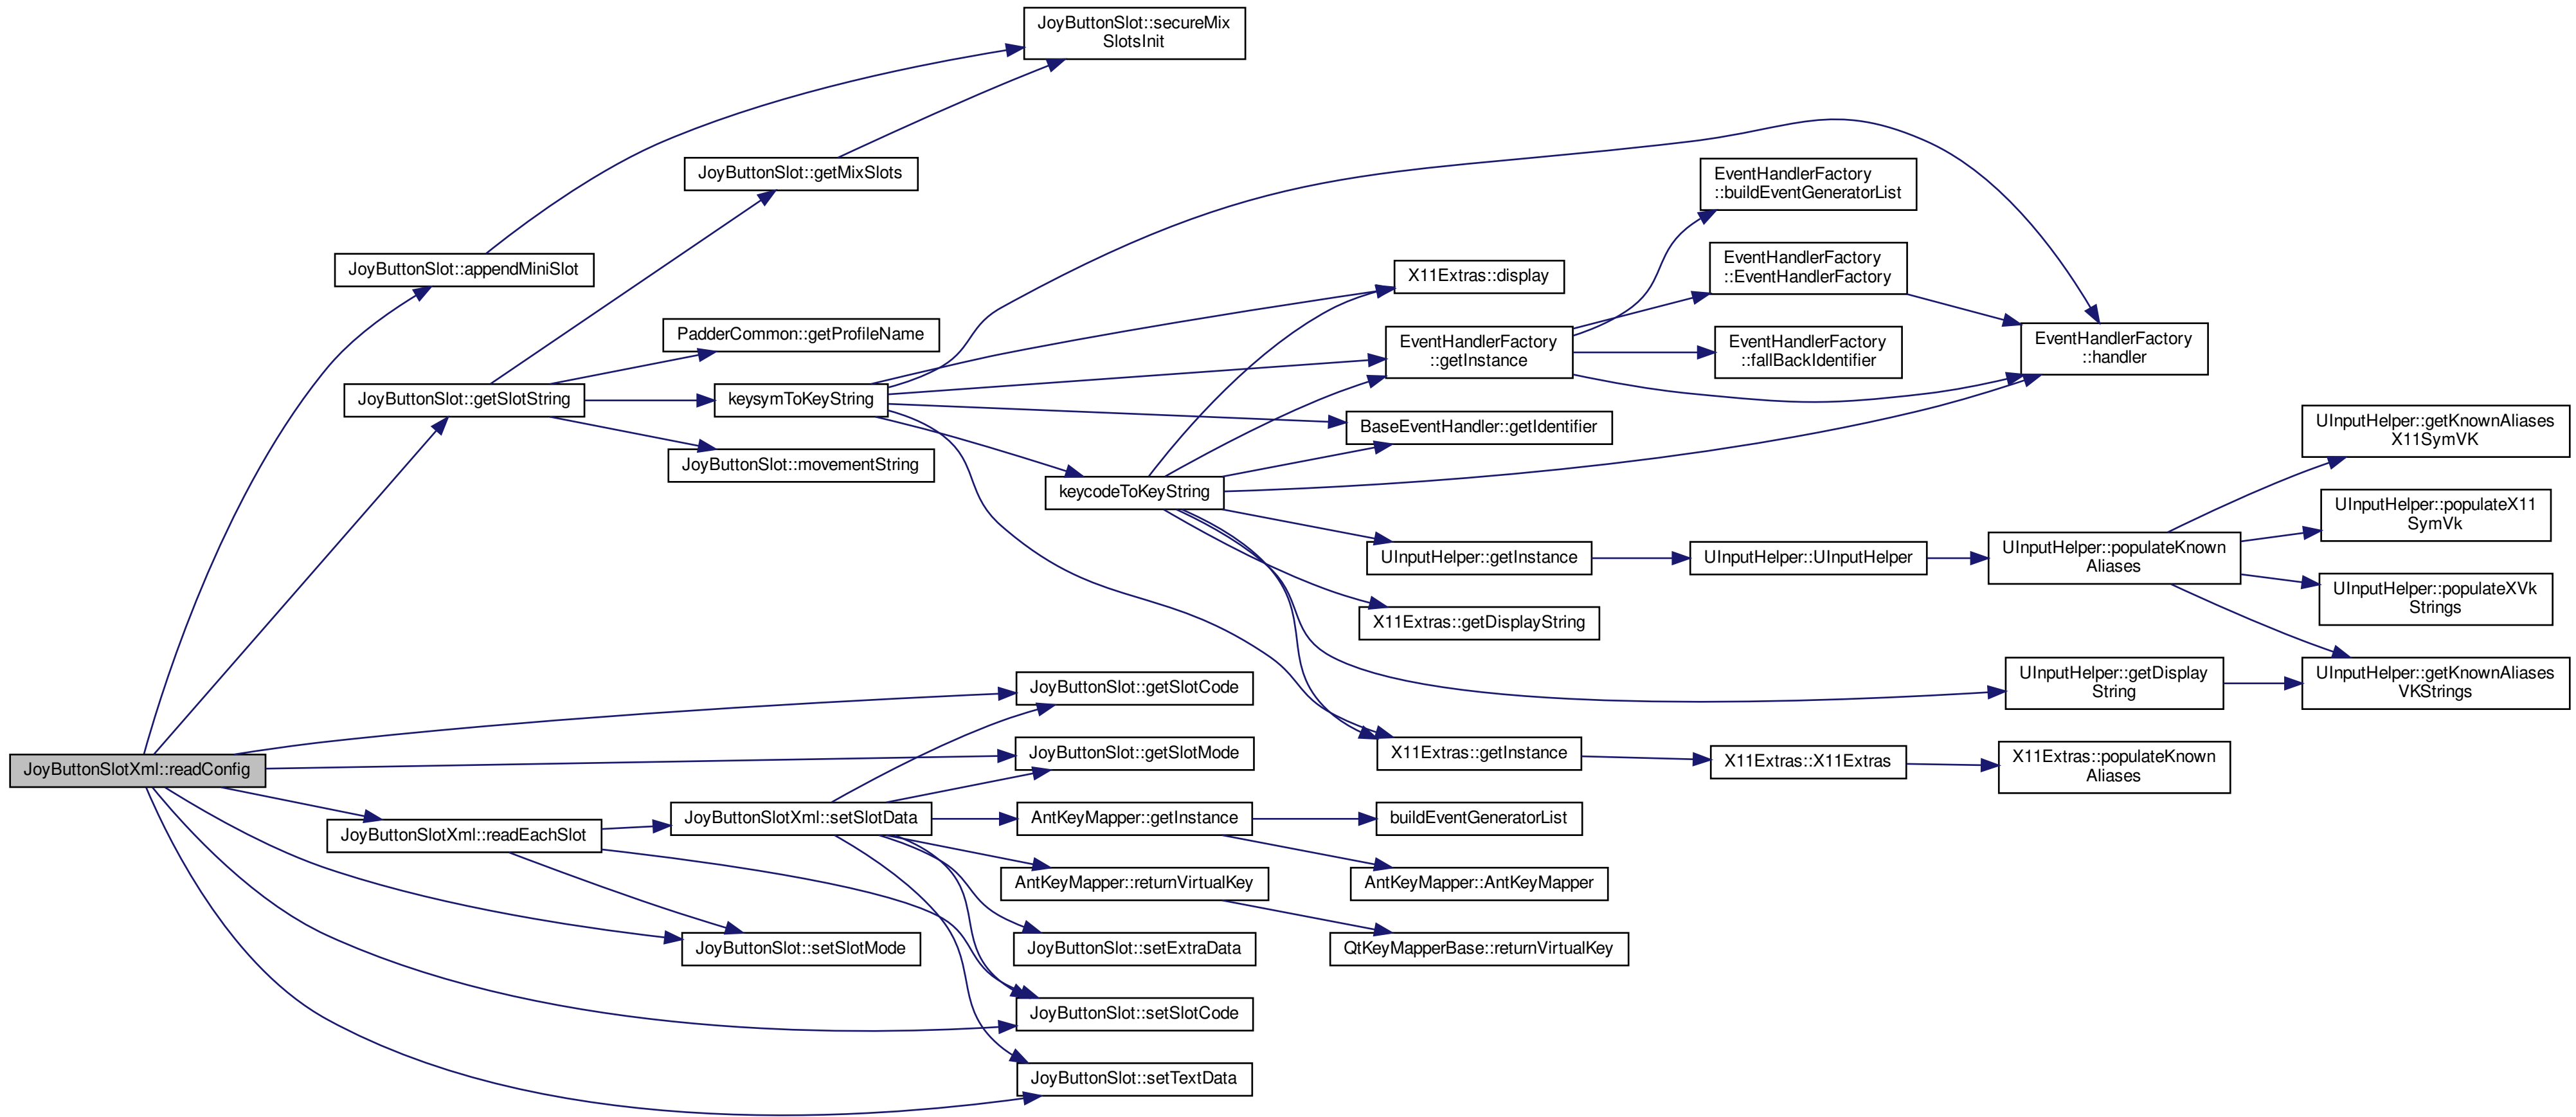 JoyButtonSlot::secureMix
SlotsInit
JoyButtonSlot::getMixSlots
EventHandlerFactory
::buildEventGeneratorList
JoyButtonSlot::appendMiniSlot
X11Extras::display
EventHandlerFactory
::EventHandlerFactory
PadderCommon::getProfileName
EventHandlerFactory
::getInstance
EventHandlerFactory
::fallBackIdentifier
EventHandlerFactory
::handler
JoyButtonSlot::getSlotString
keysymToKeyString
BaseEventHandler::getIdentifier
UInputHelper::getKnownAliases
X11SymVK
JoyButtonSlot::movementString
keycodeToKeyString
UInputHelper::populateX11
SymVk
UInputHelper::getInstance
UInputHelper::UInputHelper
UInputHelper::populateKnown
Aliases
UInputHelper::populateXVk
Strings
X11Extras::getDisplayString
JoyButtonSlot::getSlotCode
UInputHelper::getDisplay
String
UInputHelper::getKnownAliases
VKStrings
JoyButtonSlotXml::readConfig
JoyButtonSlot::getSlotMode
X11Extras::getInstance
X11Extras::X11Extras
X11Extras::populateKnown
Aliases
JoyButtonSlotXml::readEachSlot
JoyButtonSlotXml::setSlotData
AntKeyMapper::getInstance
buildEventGeneratorList
AntKeyMapper::returnVirtualKey
AntKeyMapper::AntKeyMapper
JoyButtonSlot::setSlotMode
JoyButtonSlot::setExtraData
QtKeyMapperBase::returnVirtualKey
JoyButtonSlot::setSlotCode
JoyButtonSlot::setTextData